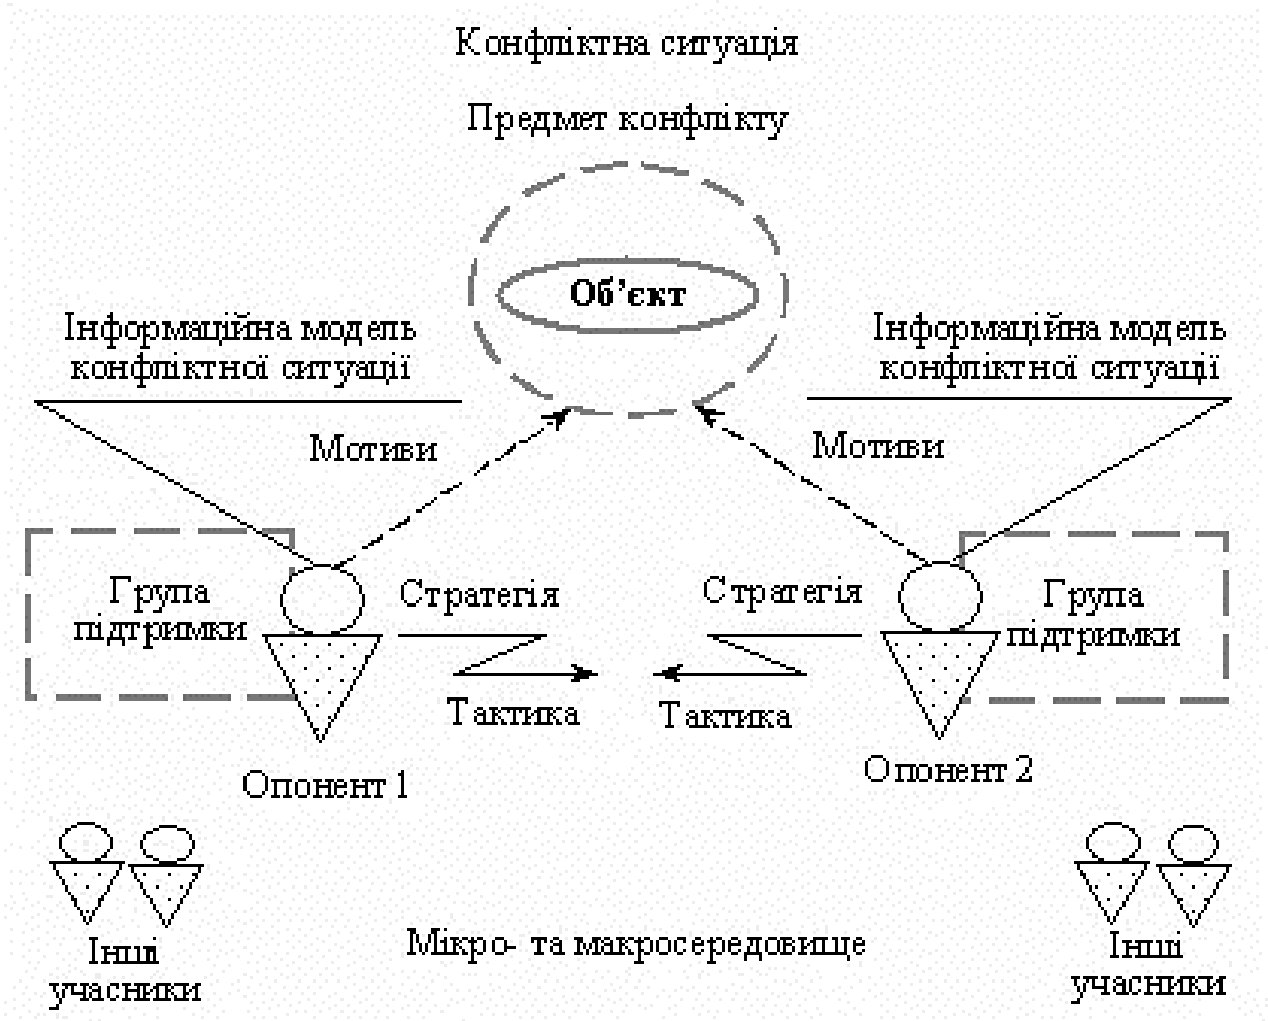 Конфліктна ситуація
Предмет конфлікту
Об’єкт
Інформаційна модель
конфліктної ситуації
Інформаційна модель
конфліктної ситуації
Мотиви
Мотиви
Група
підтримки
Стратегія
Стратегія
Група
підтримки
Тактика
Тактика
Опонент 1
Опонент 2
Інші
учасники
Мікро- та макросередовище
Інші
учасники